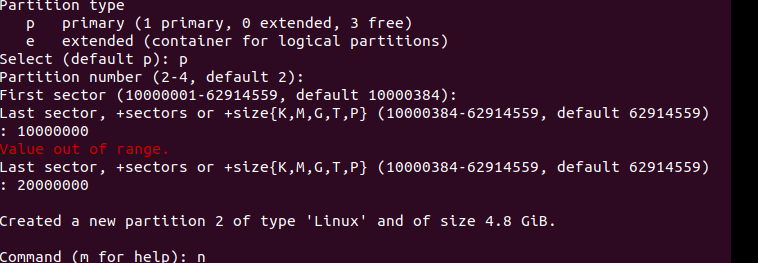 Partition type
   p   primary (1 primary, 0 extended, 3 free)
   e   extended (container for logical partitions)
Select (default p): p
Partition number (2-4, default 2):
First sector (10000001-62914559, default 10000384):
Last sector, +sectors or +size{K,M,G,T,P} (10000384-62914559, default 62914559)
: 10000000
Value out of range.
Last sector, +sectors or +size{K,M,G,T,P} (10000384-62914559, default 62914559)
: 20000000
Created a new partition 2 of type 'Linux' and of size 4.8 GiB.
Command (m for help): n